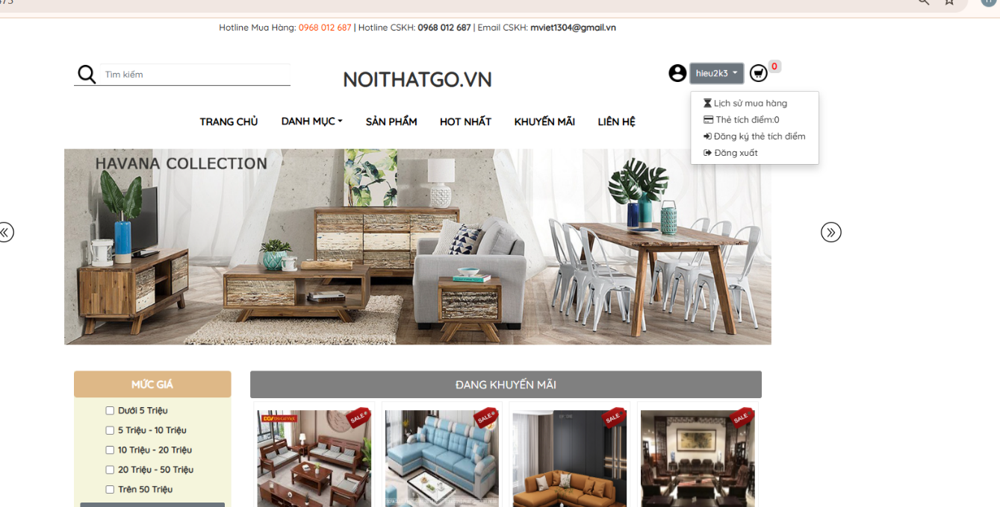 Hotline Mua Hàng: 0968 012 687 | Hotline CSKH: 0968 012 687 | Email CSKH: mviet1304@gmail.vn
Tìm kiếm
NOITHATGO.VN
hieu2k3
0
Lịch sử mua hàng
Thẻ tích điểm:0
Đăng ký thẻ tích điểm
Đăng xuất
TRANG CHỦ DANH MỤC SẢN PHẨM HOT NHẤT KHUYẾN MÃI LIÊN HỆ
HAVANA COLLECTION
MỨC GIÁ
Dưới 5 Triệu
5 Triệu - 10 Triệu
10 Triệu - 20 Triệu
20 Triệu - 50 Triệu
Trên 50 Triệu
ĐANG KHUYẾN MÃI
SALE
SALE
SALE
SALE